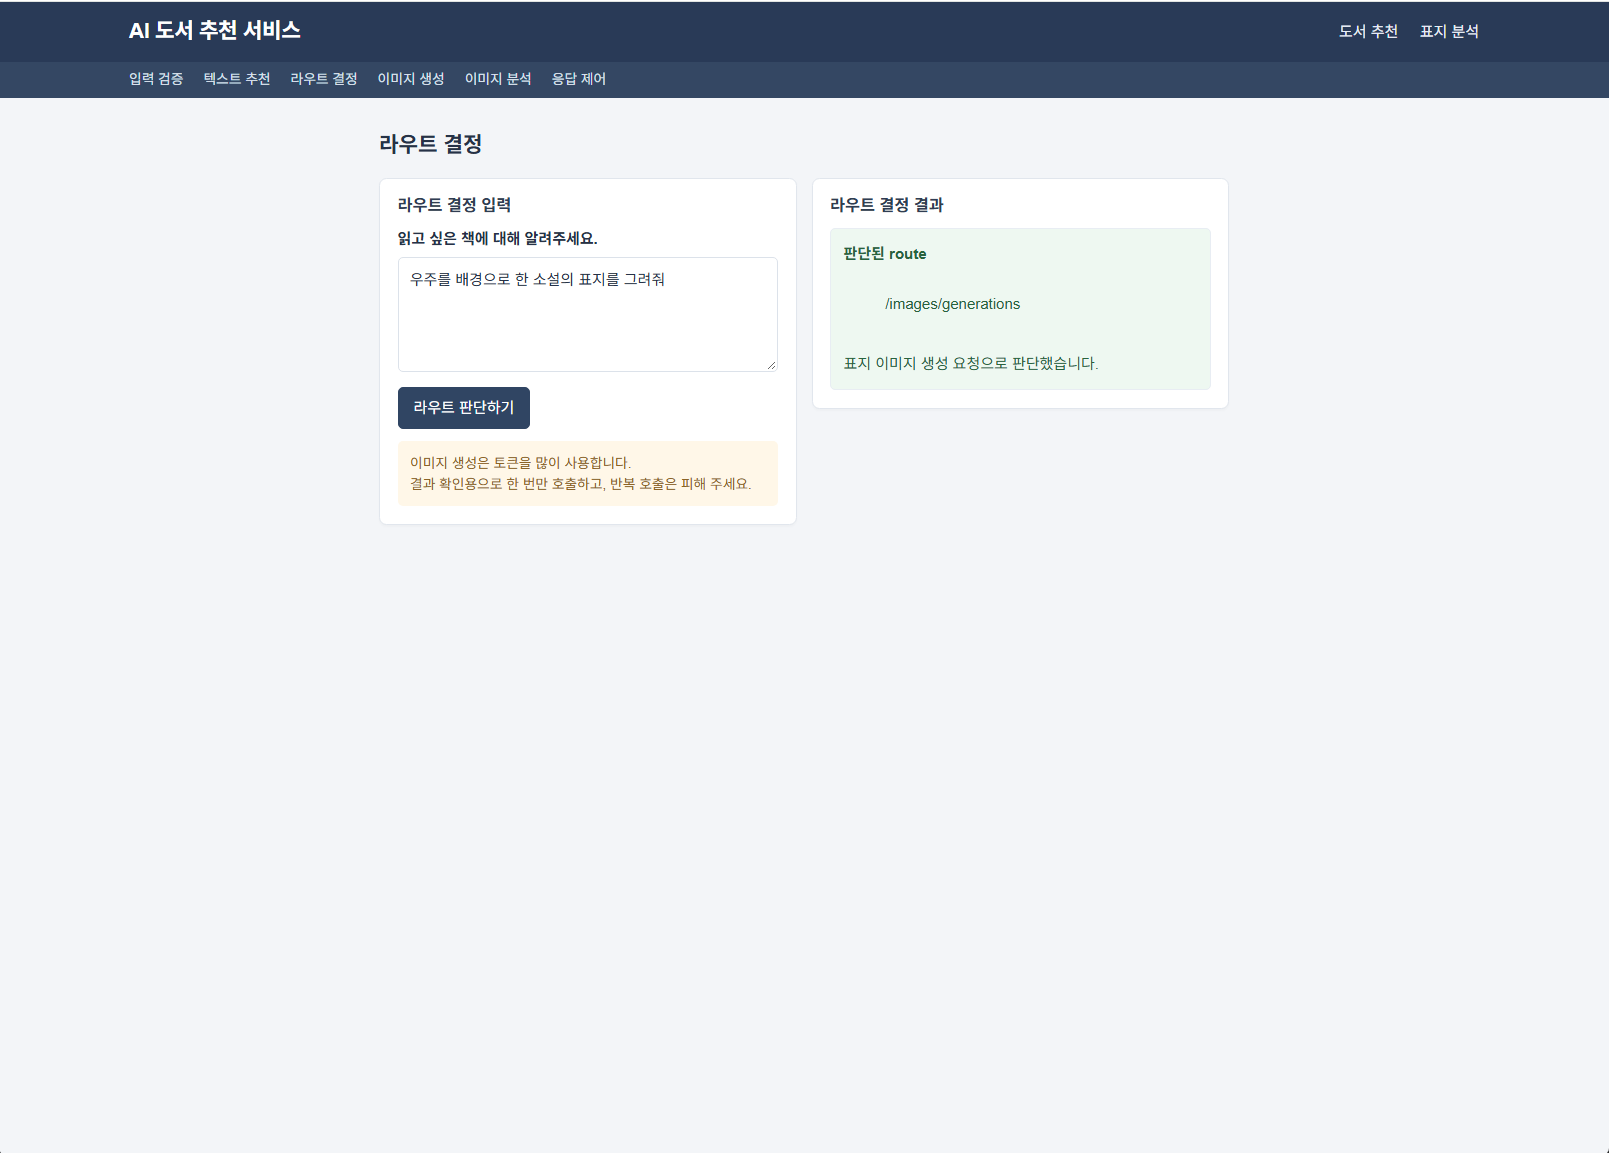 AI 도서 추천 서비스
도서 추천 표지 분석
입력 검증 텍스트 추천 라우트 결정 이미지 생성 이미지 분석 응답 제어
라우트 결정
라우트 결정 입력
읽고 싶은 책에 대해 알려주세요.
우주를 배경으로 한 소설의 표지를 그려줘
라우트 판단하기
이미지 생성은 토큰을 많이 사용합니다.
결과 확인용으로 한 번만 호출하고, 반복 호출은 피해 주세요.
라우트 결정 결과
판단된 route
/images/generations
표지 이미지 생성 요청으로 판단했습니다.